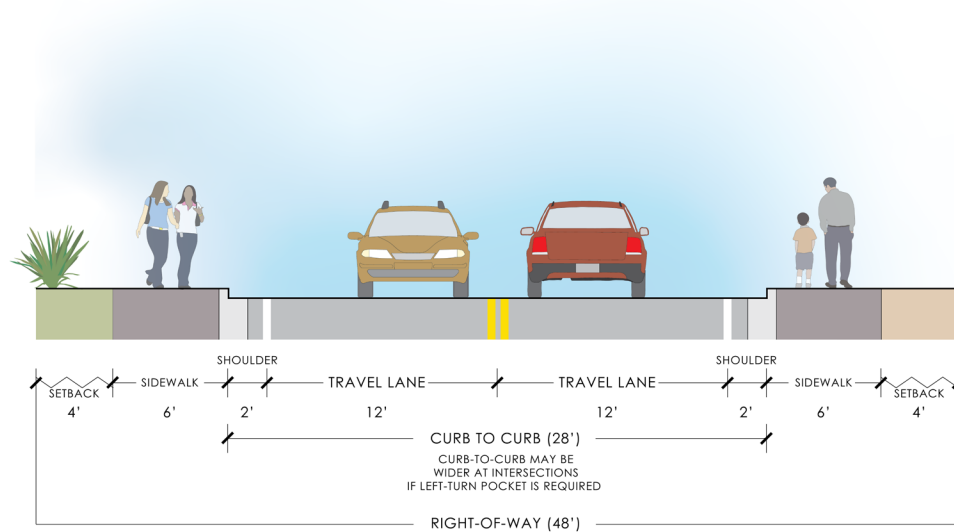 SHOULDER
SHOULDER
SETBACK
SIDEWALK
TRAVEL LANE
TRAVEL LANE
SIDEWALK
SETBACK
4'
6'
2'
12'
12'
2'
6'
4'
CURB TO CURB (28')
CURB-TO-CURB MAY BE
WIDER AT INTERSECTIONS
IF LEFT-TURN POCKET IS REQUIRED
RIGHT-OF-WAY (48')